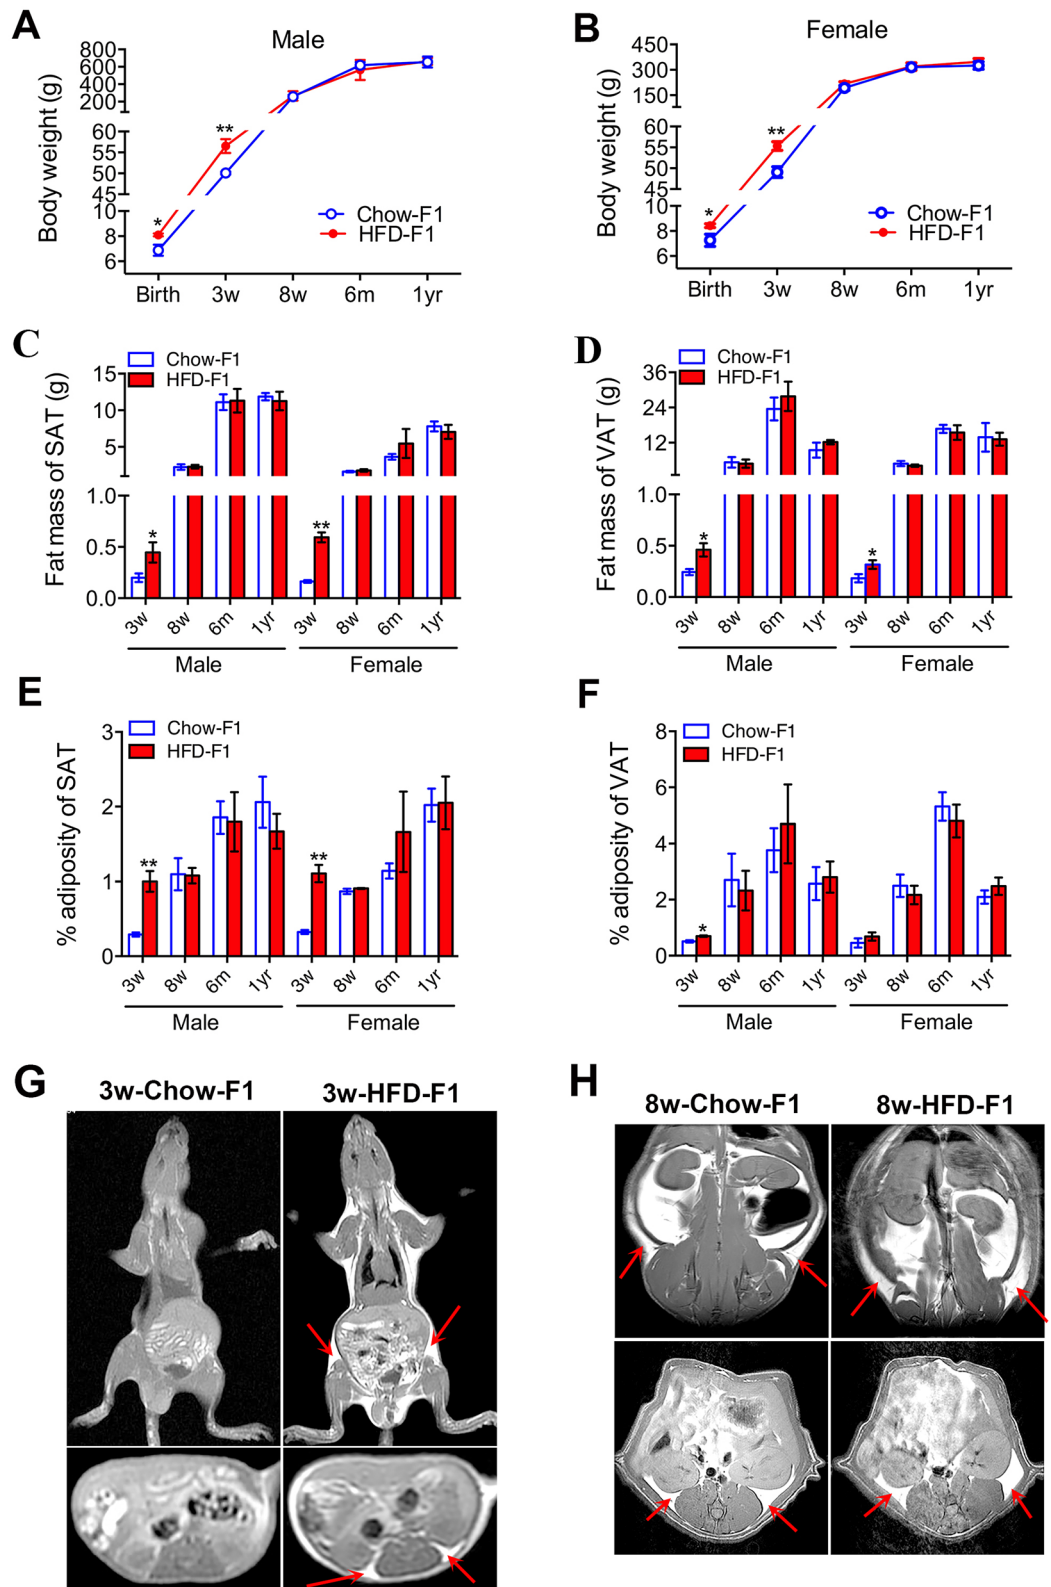 A
Male
Body weight (g)
800
600
400
200
60
55
50
45
10
8
6
*
**
Chow-F1
HFD-F1
Birth 3w 8w 6m 1yr
B
Female
Body weight (g)
450
300
150
60
55
50
45
10
8
6
*
**
Chow-F1
HFD-F1
Birth 3w 8w 6m 1yr
C
Chow-F1
HFD-F1
Fat mass of SAT (g)
15
10
5
1.0
0.5
0.0
*
**
3w 8w 6m 1yr 3w 8w 6m 1yr
Male Female
D
Chow-F1
HFD-F1
Fat mass of VAT (g)
36
24
12
1.0
0.5
0.0
*
*
3w 8w 6m 1yr 3w 8w 6m 1yr
Male Female
E
Chow-F1
HFD-F1
% adiposity of SAT
3
2
1
0
**
**
3w 8w 6m 1yr 3w 8w 6m 1yr
Male Female
F
Chow-F1
HFD-F1
% adiposity of VAT
8
6
4
2
0
*
3w 8w 6m 1yr 3w 8w 6m 1yr
Male Female
G
3w-Chow-F1 3w-HFD-F1
H
8w-Chow-F1 8w-HFD-F1